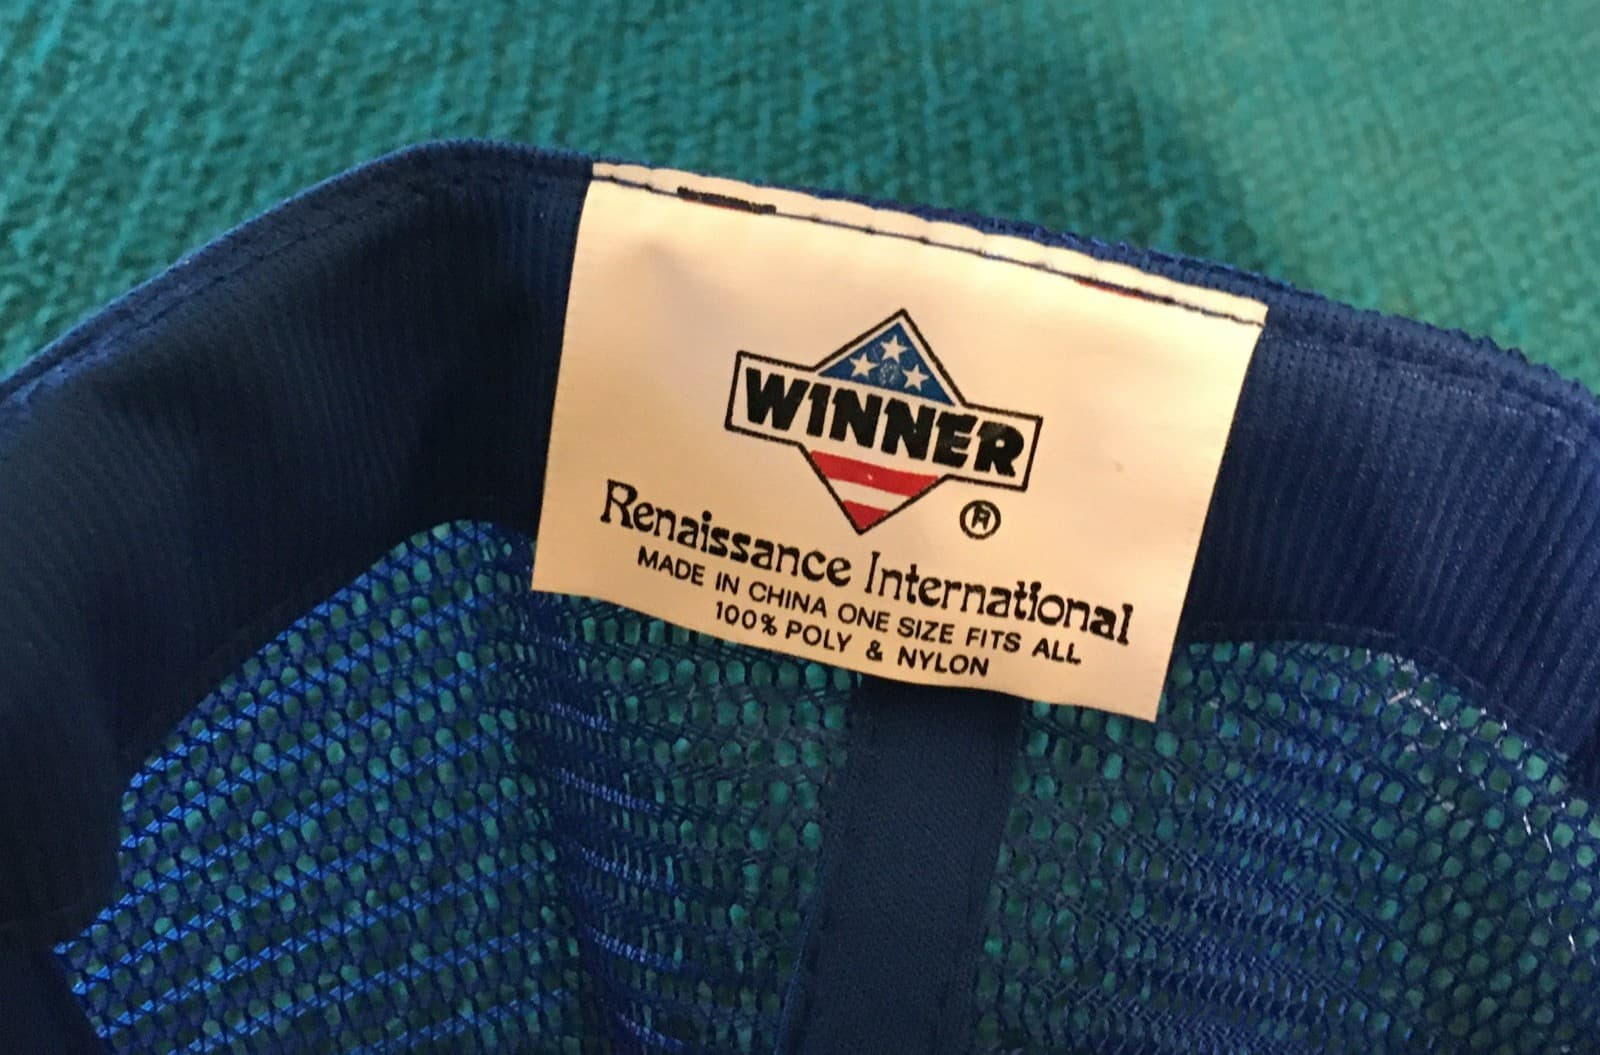 WINNER
®
Renaissance International
MADE IN CHINA ONE SIZE FITS ALL
100% POLY & NYLON